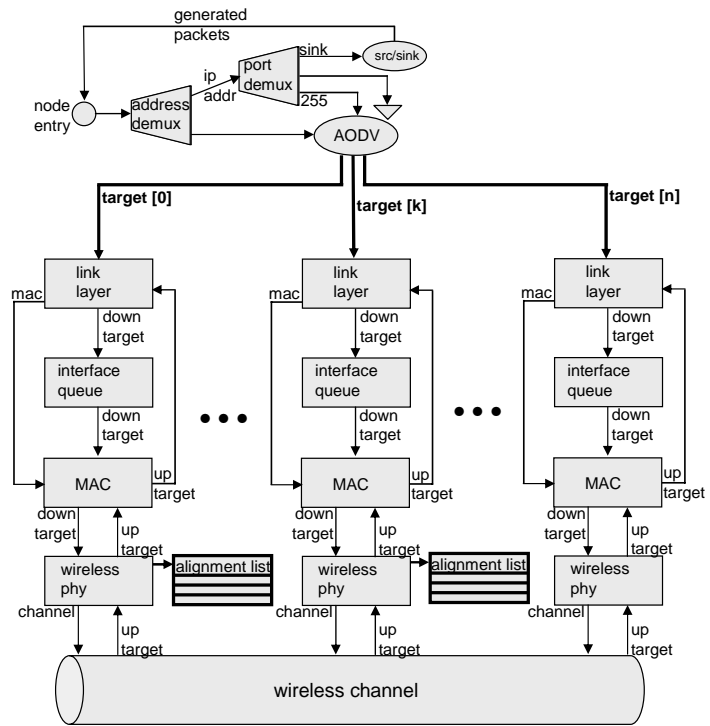 generated
packets
sink
src/sink
port
demux
ip
addr
255
node
entry
address
demux
AODV
target [0]
target [k]
target [n]
link
layer
mac
down
target
interface
queue
down
target
MAC
up
target
down
target
up
target
wireless
phy
alignment list
channel
up
target
link
layer
mac
down
target
interface
queue
down
target
MAC
up
target
down
target
up
target
wireless
phy
alignment list
channel
up
target
link
layer
mac
down
target
interface
queue
down
target
MAC
up
target
down
target
up
target
wireless
phy
channel
up
target
wireless channel